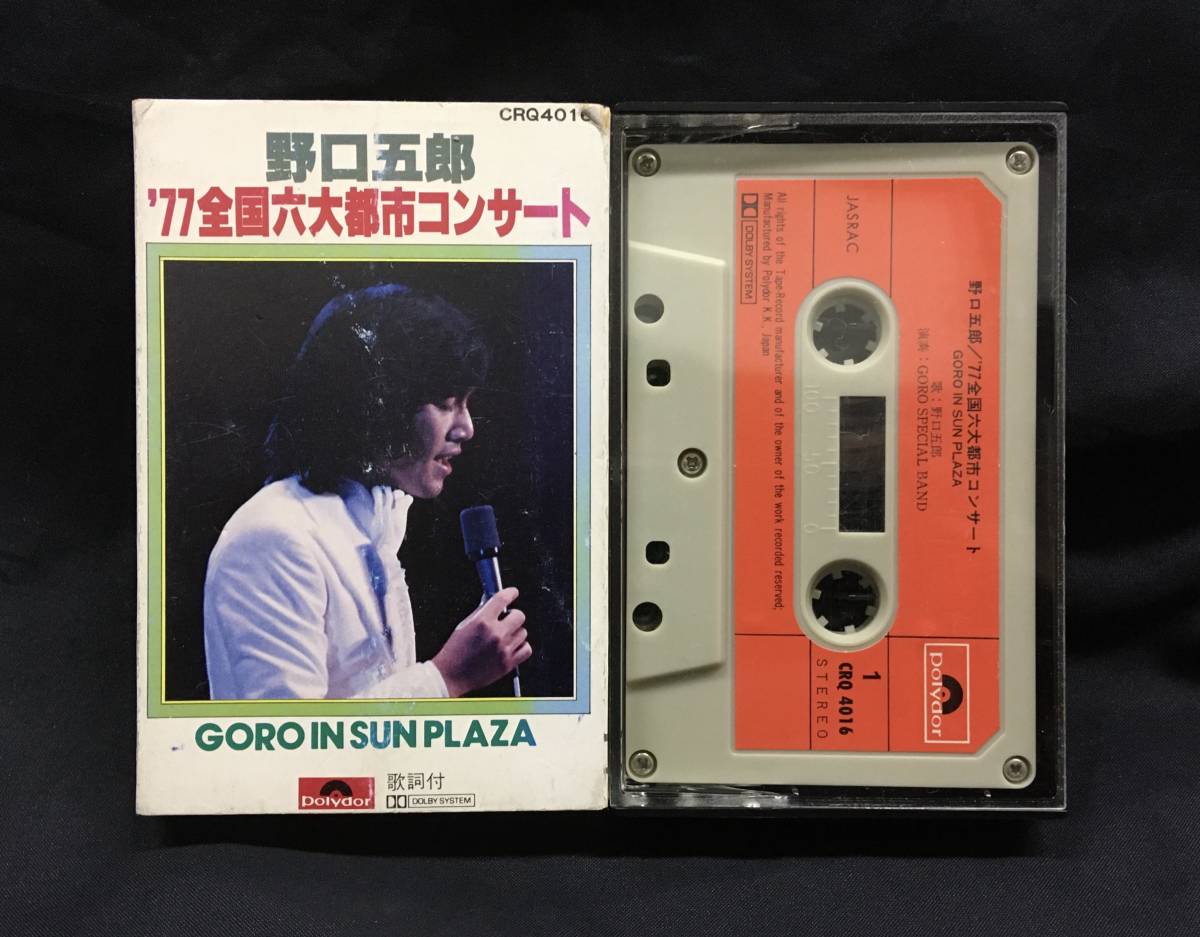 CRQ4016
野口五郎
'77全国六大都市コンサート
GORO IN SUN PLAZA
polydor
歌詞付
DOLBY SYSTEM
野口五郎/'77全国六大都市コンサート
GORO IN SUN PLAZA
歌:野口五郎
演奏:GORO SPECIAL BAND
JASRAC
All rights of the Tape-Record manufacturer and of the owner of the work recorded reserved;
Manufactured by Polydor K.K., Japan
DOLBY SYSTEM
100 50 0
1
CRQ 4016
STEREO
polydor